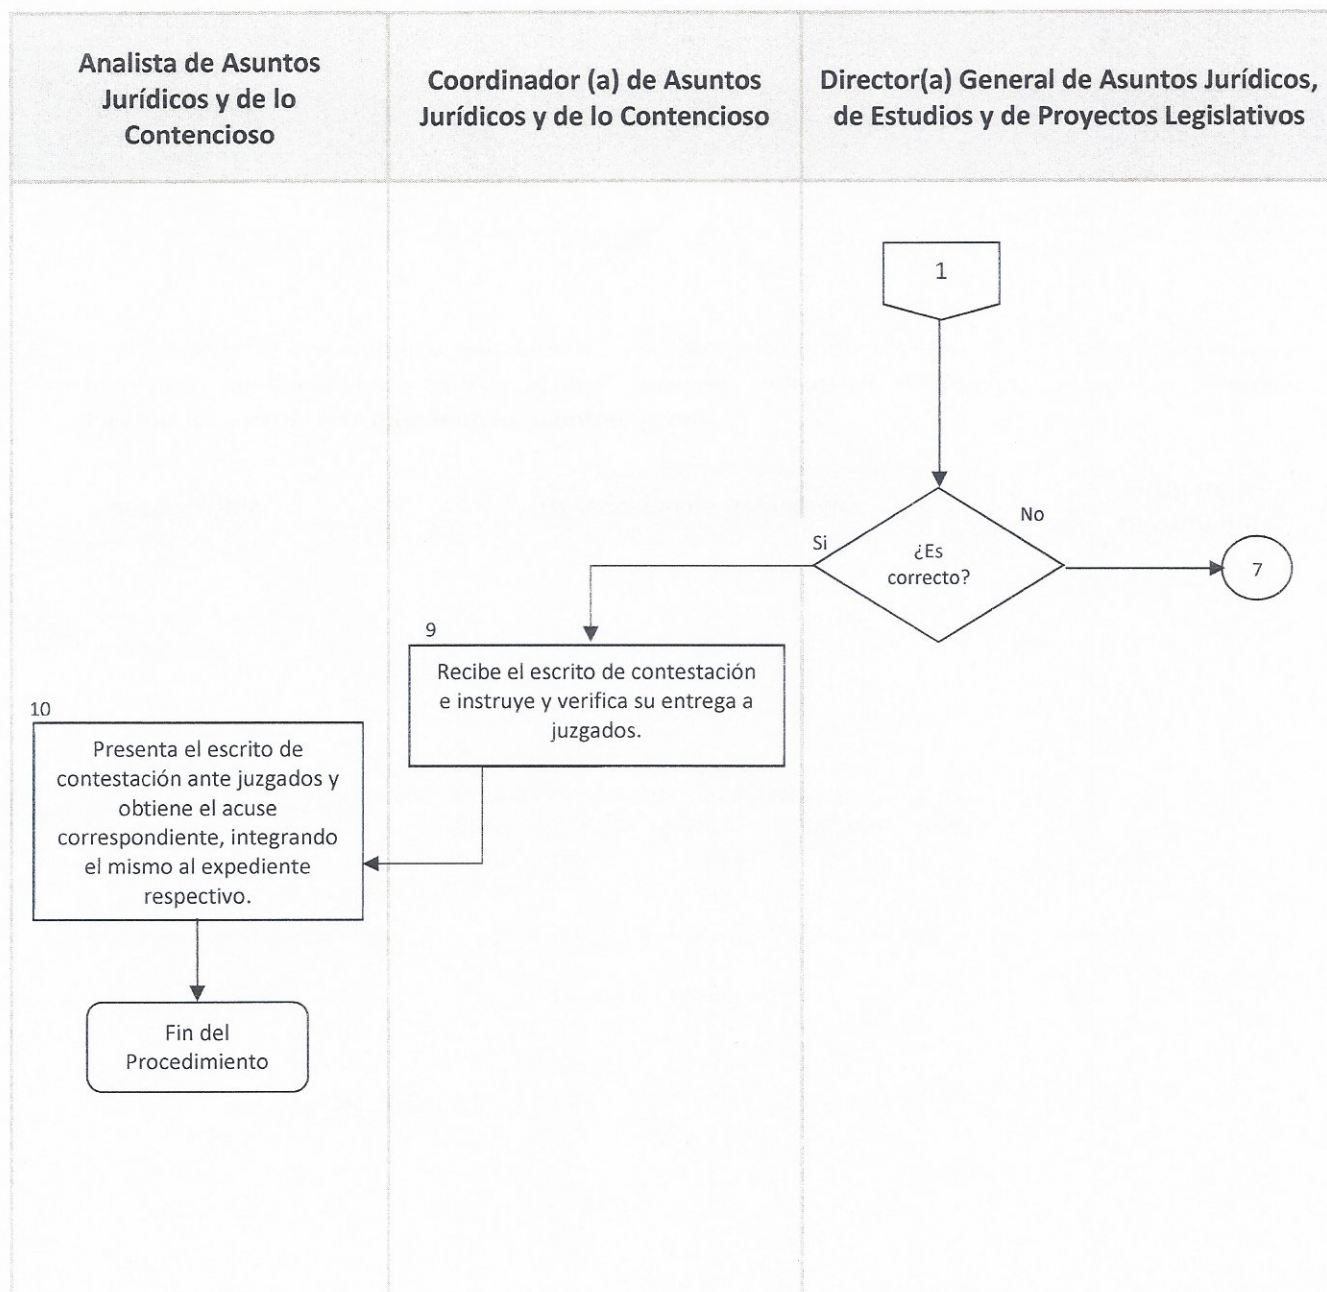 Analista de Asuntos
Jurídicos y de lo
Contencioso
Coordinador (a) de Asuntos
Jurídicos y de lo Contencioso
Director(a) General de Asuntos Jurídicos,
de Estudios y de Proyectos Legislativos
1
¿Es
correcto?
Si
No
7
9
Recibe el escrito de contestación
e instruye y verifica su entrega a
juzgados.
10
Presenta el escrito de
contestación ante juzgados y
obtiene el acuse
correspondiente, integrando
el mismo al expediente
respectivo.
Fin del
Procedimiento